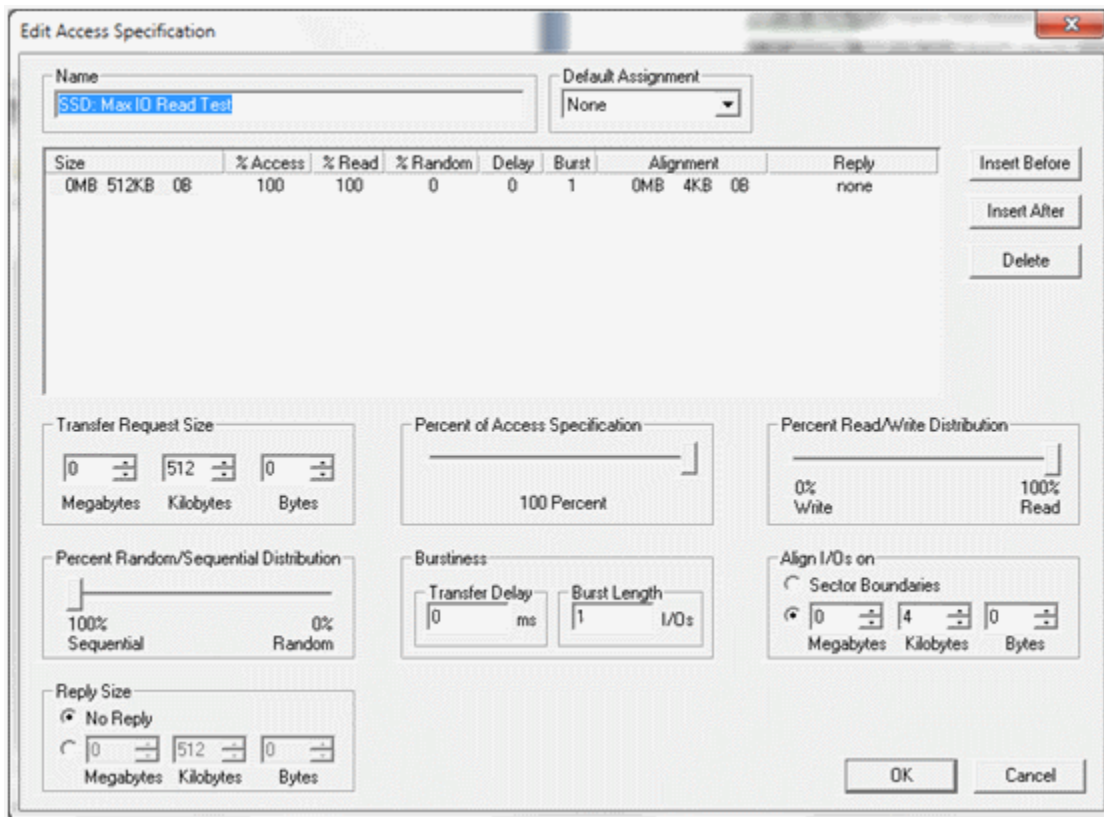 Edit Access Specification
Name
SSD: Max IO Read Test
Default Assignment
None
Size % Access % Read % Random Delay Burst Alignment Reply
0MB 512KB 0B 100 100 0 0 1 0MB 4KB 0B none
Insert Before
Insert After
Delete
Transfer Request Size
0 512 0
Megabytes Kilobytes Bytes
Percent of Access Specification
100 Percent
Percent Read/Write Distribution
0% 100%
Write Read
Percent Random/Sequential Distribution
100% 0%
Sequential Random
Burstiness
Transfer Delay
0 ms
Burst Length
1 I/Os
Align I/Os on
Sector Boundaries
0 4 0
Megabytes Kilobytes Bytes
Reply Size
No Reply
0 512 0
Megabytes Kilobytes Bytes
OK Cancel